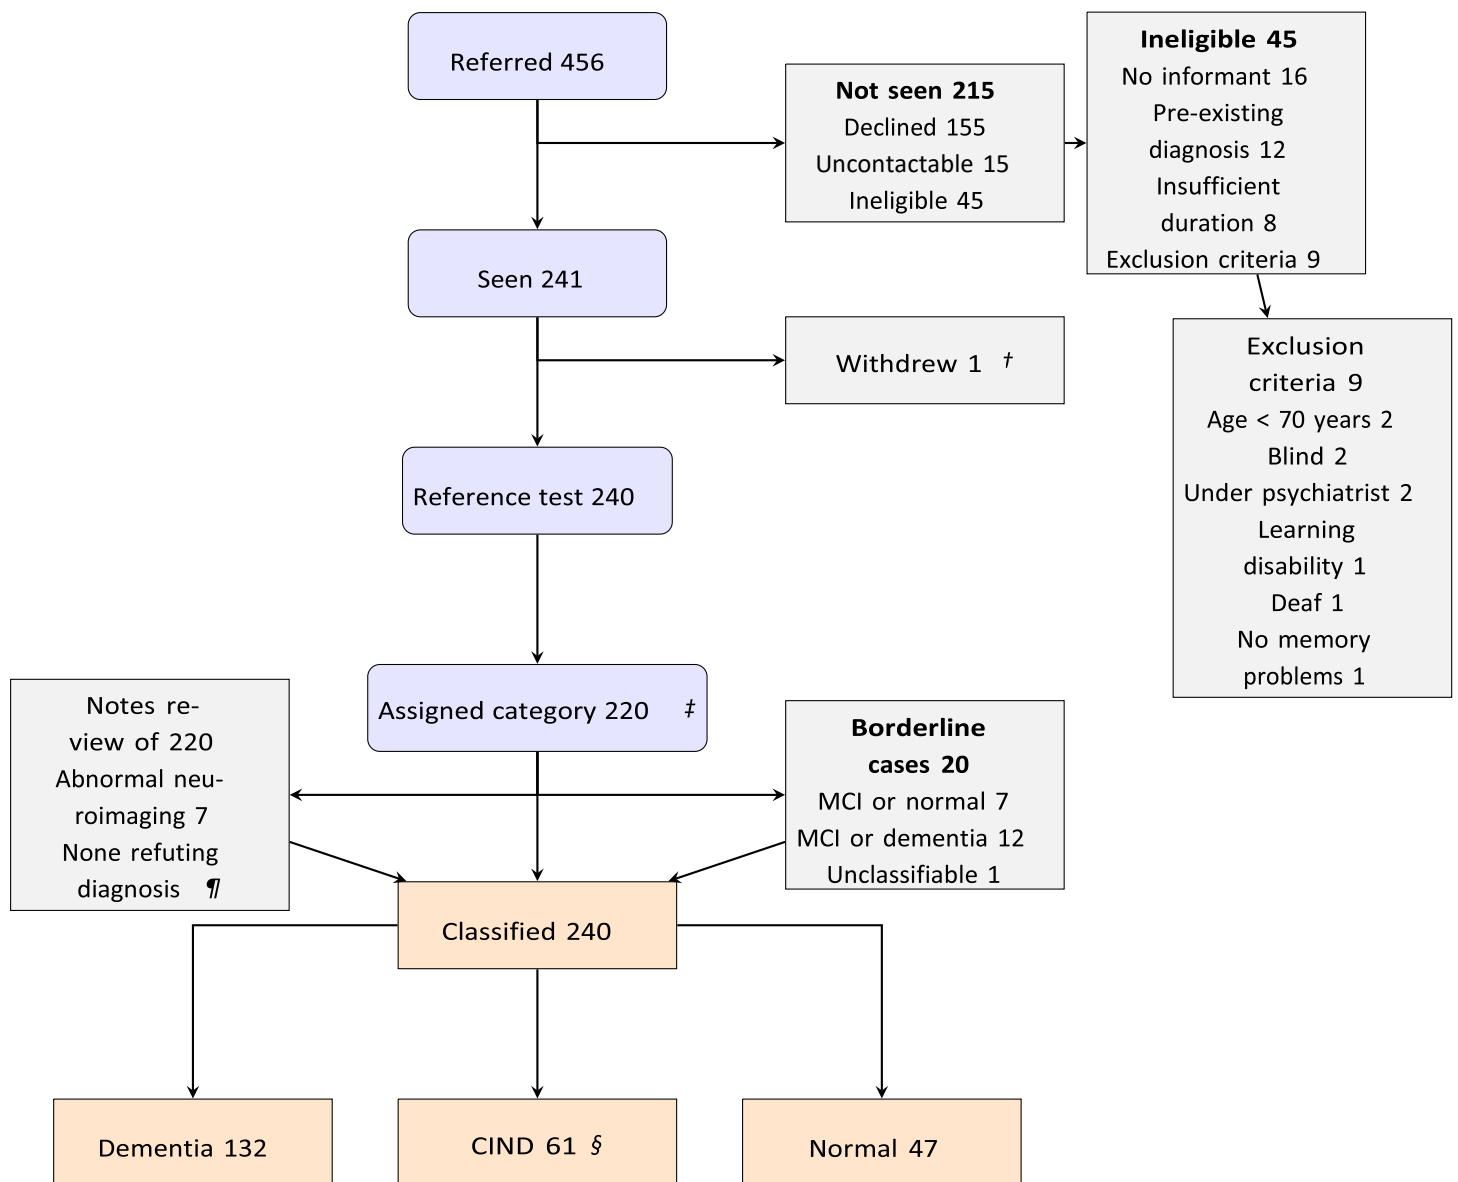 Referred 456
Not seen 215
Declined 155
Uncontactable 15
Ineligible 45
Ineligible 45
No informant 16
Pre-existing
diagnosis 12
Insufficient
duration 8
Exclusion criteria 9
Seen 241
Withdrew 1 †
Exclusion
criteria 9
Age < 70 years 2
Blind 2
Under psychiatrist 2
Learning
disability 1
Deaf 1
No memory
problems 1
Reference test 240
Assigned category 220 ‡
Notes re-
view of 220
Abnormal neu-
roimaging 7
None refuting
diagnosis ¶
Borderline
cases 20
MCI or normal 7
MCI or dementia 12
Unclassifiable 1
Classified 240
Dementia 132
CIND 61 §
Normal 47